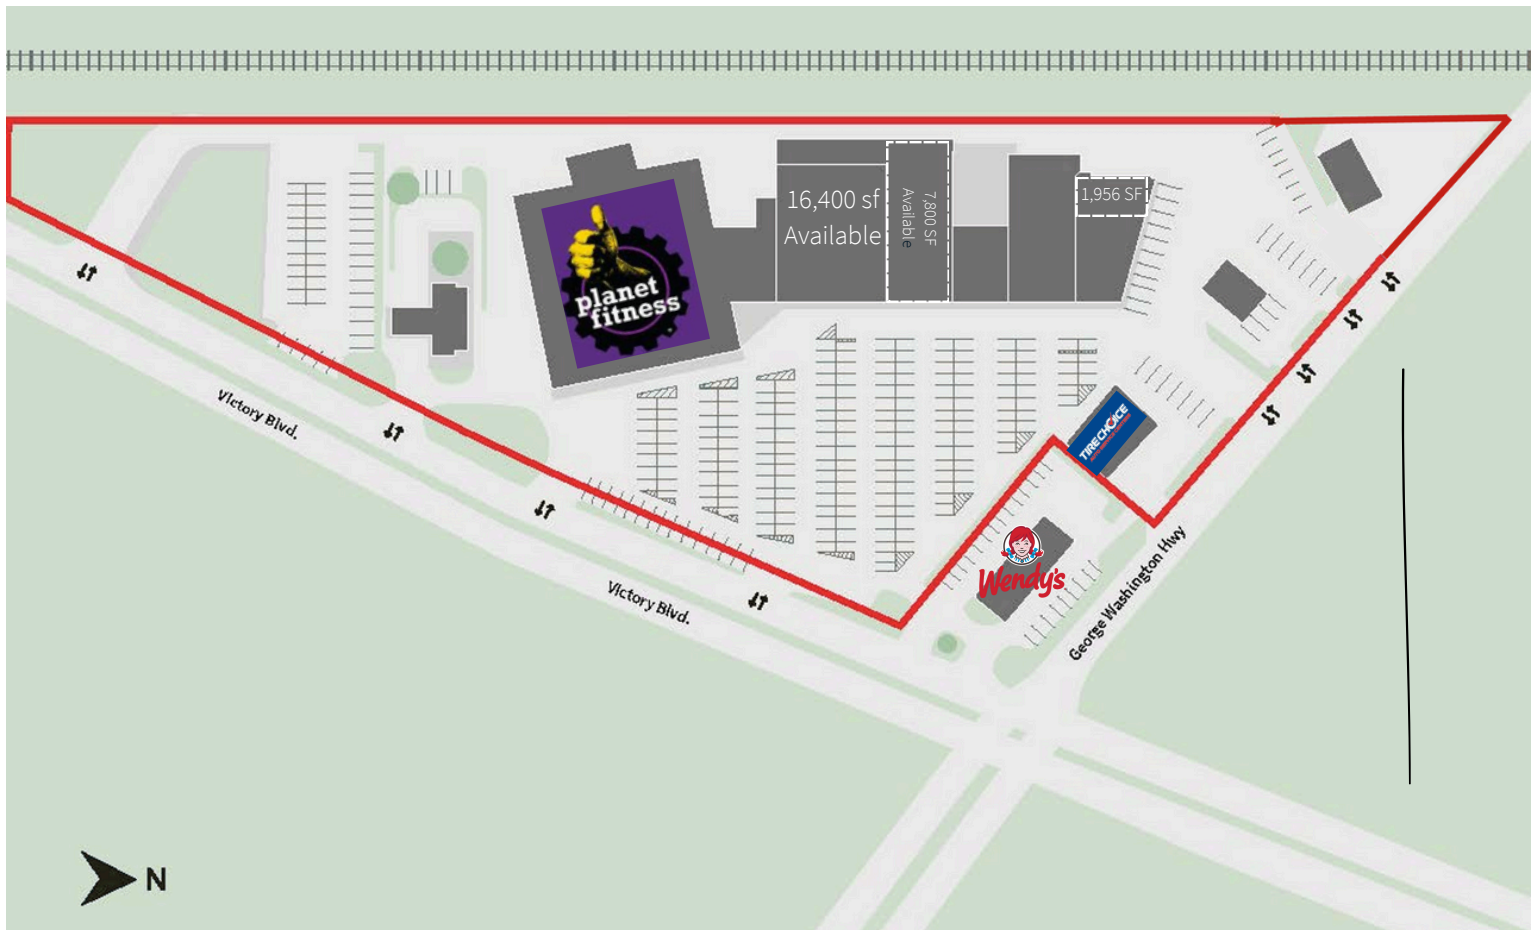 planet
fitness
16,400 sf
Available
7,800 SF
Available
1,956 SF
TIRE CHOICE
Wendy's
Victory Blvd.
Victory Blvd.
George Washington Hwy
N